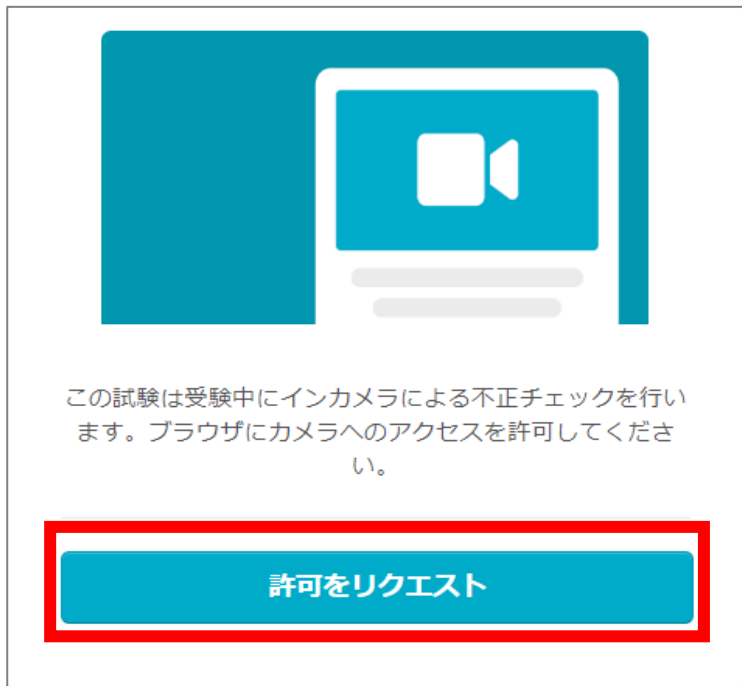 この試験は受験中にインカメラによる不正チェックを行い
ます。ブラウザにカメラへのアクセスを許可してくださ
い。
許可をリクエスト